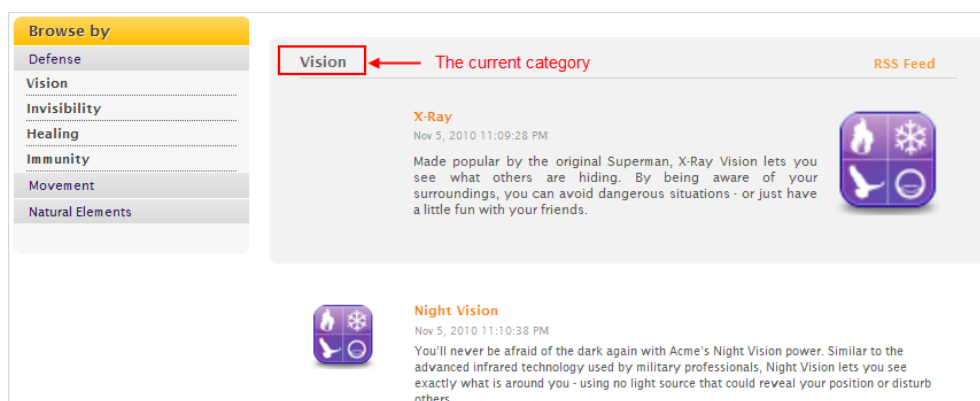 Browse by
Defense
Vision
Invisibility
Healing
Immunity
Movement
Natural Elements
Vision
The current category
RSS Feed
X-Ray
Nov 5, 2010 11:09:28 PM
Made popular by the original Superman, X-Ray Vision lets you
see what others are hiding. By being aware of your
surroundings, you can avoid dangerous situations - or just have
a little fun with your friends.
Night Vision
Nov 5, 2010 11:10:38 PM
You'll never be afraid of the dark again with Acme's Night Vision power. Similar to the
advanced infrared technology used by military professionals, Night Vision lets you see
exactly what is around you - using no light source that could reveal your position or disturb
others